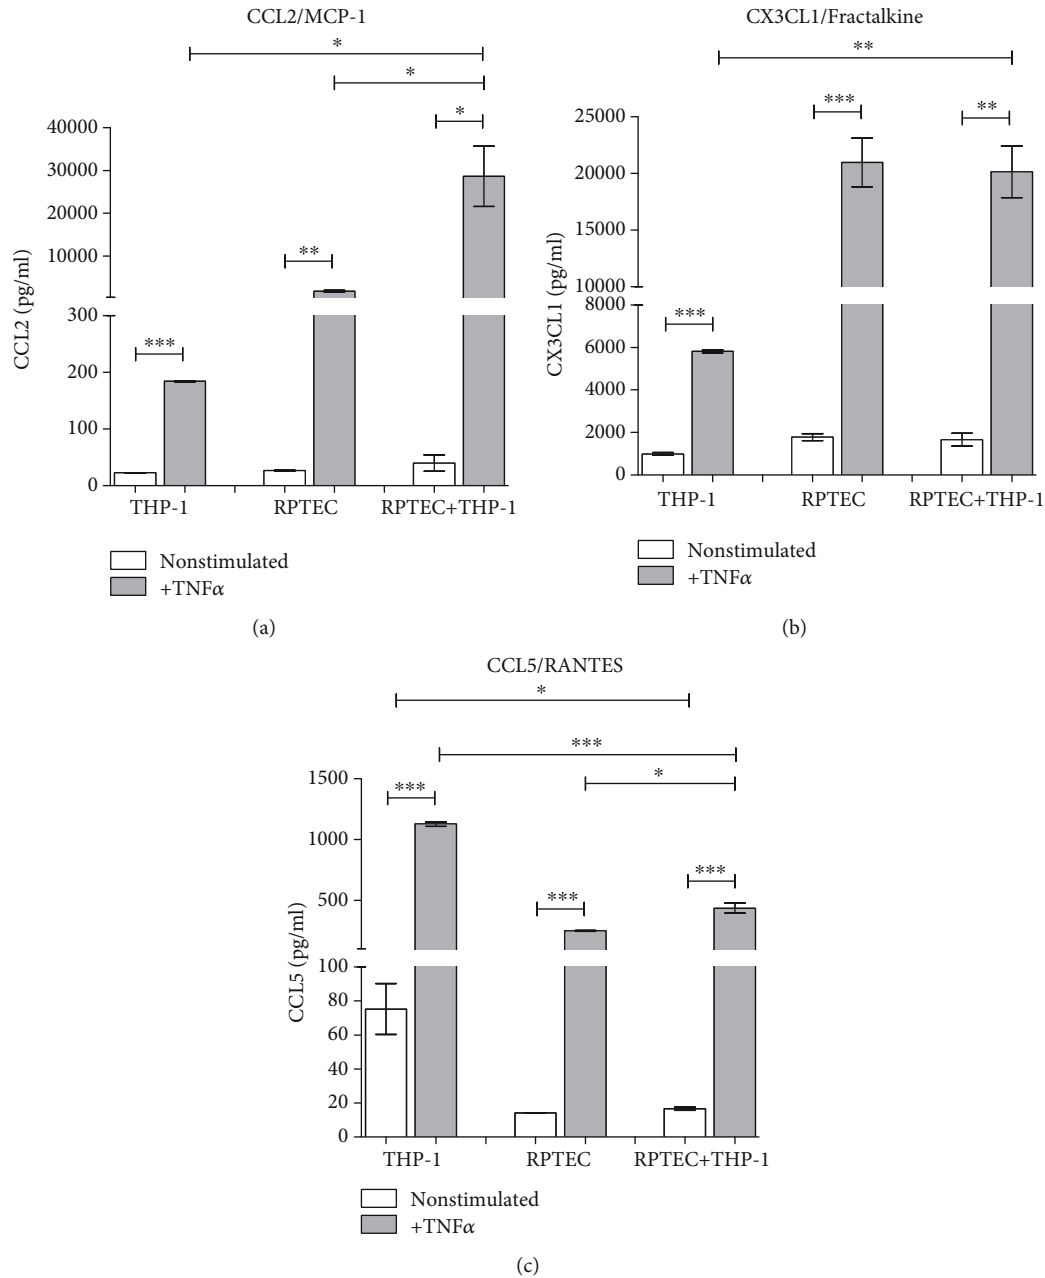 CCL2/MCP-1
*
*
*
**
***
CCL2 (pg/ml)
40000
30000
20000
10000
300
200
100
0
THP-1 RPTEC RPTEC+THP-1
Nonstimulated
+TNFα
(a)
CX3CL1/Fractalkine
**
***
**
***
CX3CL1 (pg/ml)
25000
20000
15000
10000
8000
6000
4000
2000
0
THP-1 RPTEC RPTEC+THP-1
Nonstimulated
+TNFα
(b)
CCL5/RANTES
*
***
*
***
***
***
CCL5 (pg/ml)
1500
1000
500
100
80
60
40
20
0
THP-1 RPTEC RPTEC+THP-1
Nonstimulated
+TNFα
(c)